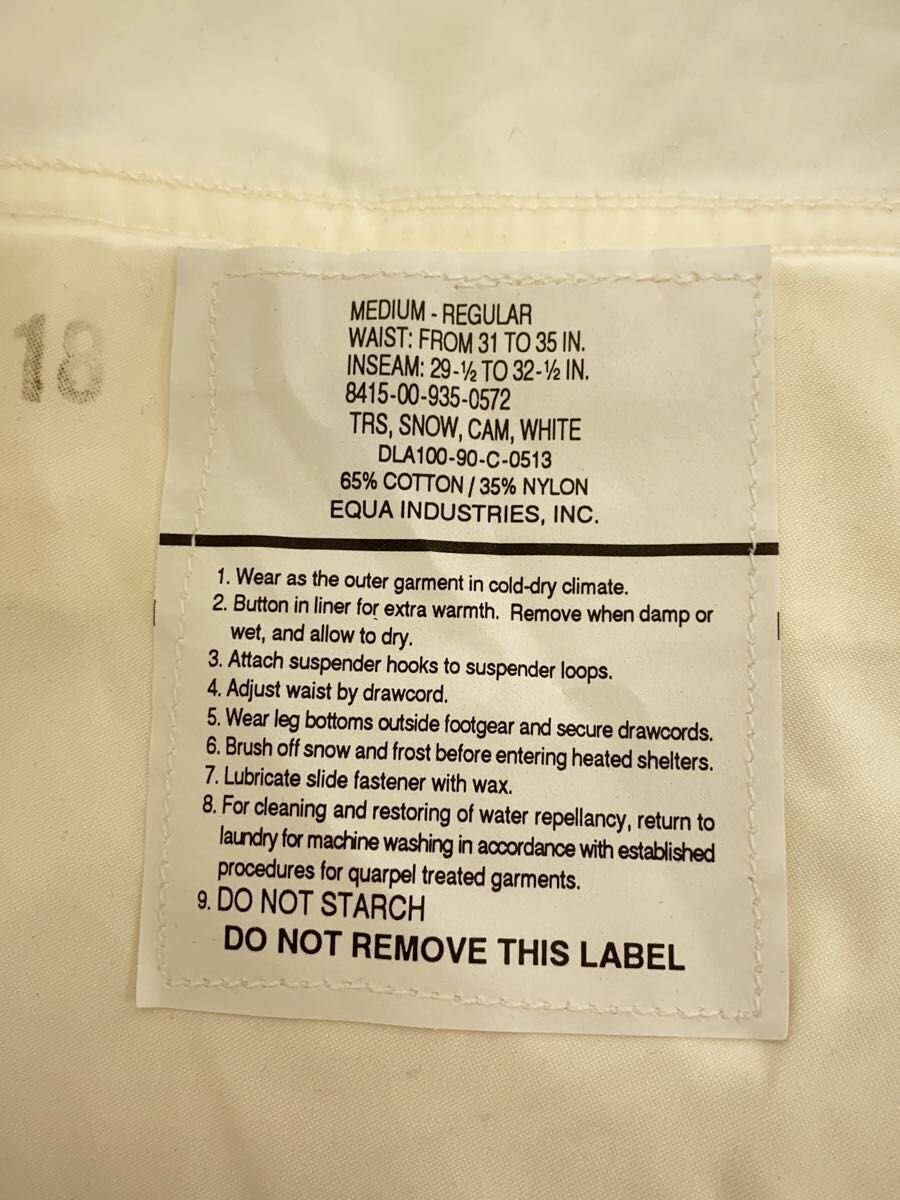 18
MEDIUM - REGULAR
WAIST: FROM 31 TO 35 IN.
INSEAM: 29-½ TO 32-½ IN.
8415-00-935-0572
TRS, SNOW, CAM, WHITE
DLA100-90-C-0513
65% COTTON / 35% NYLON
EQUA INDUSTRIES, INC.
1. Wear as the outer garment in cold-dry climate.
2. Button in liner for extra warmth. Remove when damp or
wet, and allow to dry.
3. Attach suspender hooks to suspender loops.
4. Adjust waist by drawcord.
5. Wear leg bottoms outside footgear and secure drawcords.
6. Brush off snow and frost before entering heated shelters.
7. Lubricate slide fastener with wax.
8. For cleaning and restoring of water repellancy, return to
laundry for machine washing in accordance with established
procedures for quarpel treated garments.
9. DO NOT STARCH
DO NOT REMOVE THIS LABEL